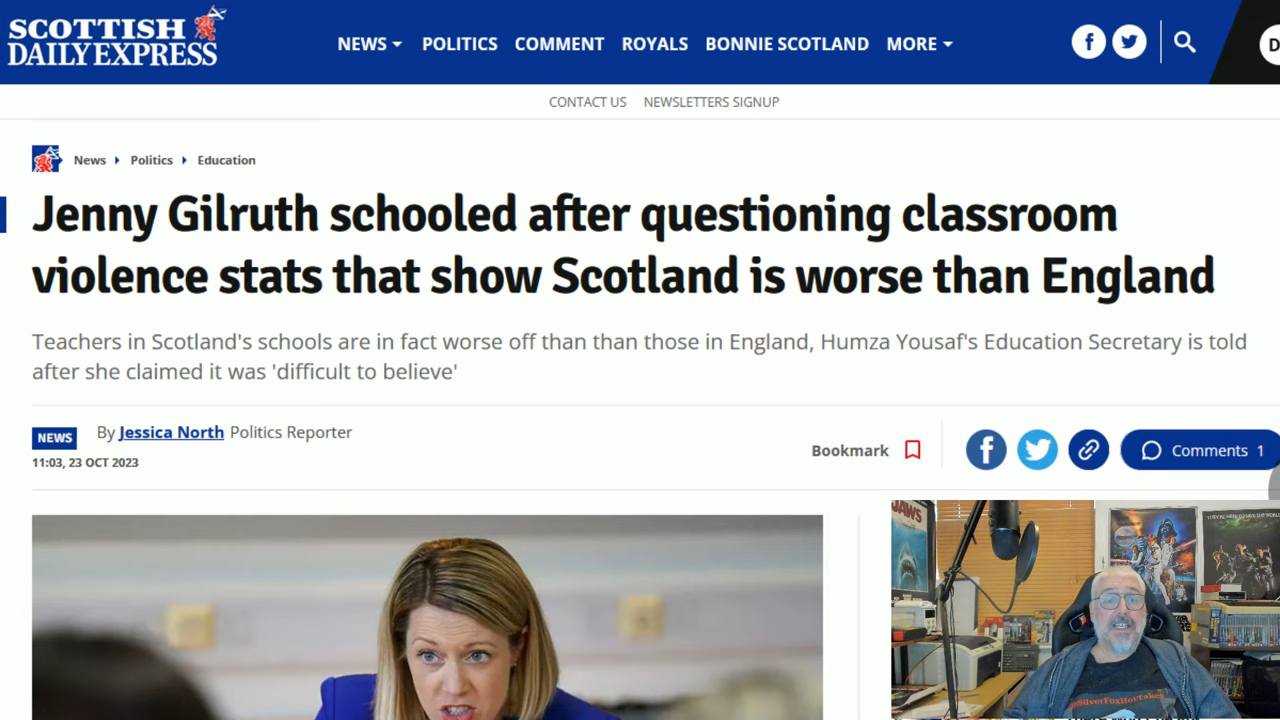 SCOTTISH
DAILY EXPRESS
NEWS POLITICS COMMENT ROYALS BONNIE SCOTLAND MORE
D
CONTACT US NEWSLETTERS SIGNUP
News Politics Education
Jenny Gilruth schooled after questioning classroom
violence stats that show Scotland is worse than England
Teachers in Scotland's schools are in fact worse off than than those in England, Humza Yousaf's Education Secretary is told
after she claimed it was 'difficult to believe'
NEWS By Jessica North Politics Reporter
11:03, 23 OCT 2023
Bookmark
Comments 1
JAWS
@SilverFoxHotTakes